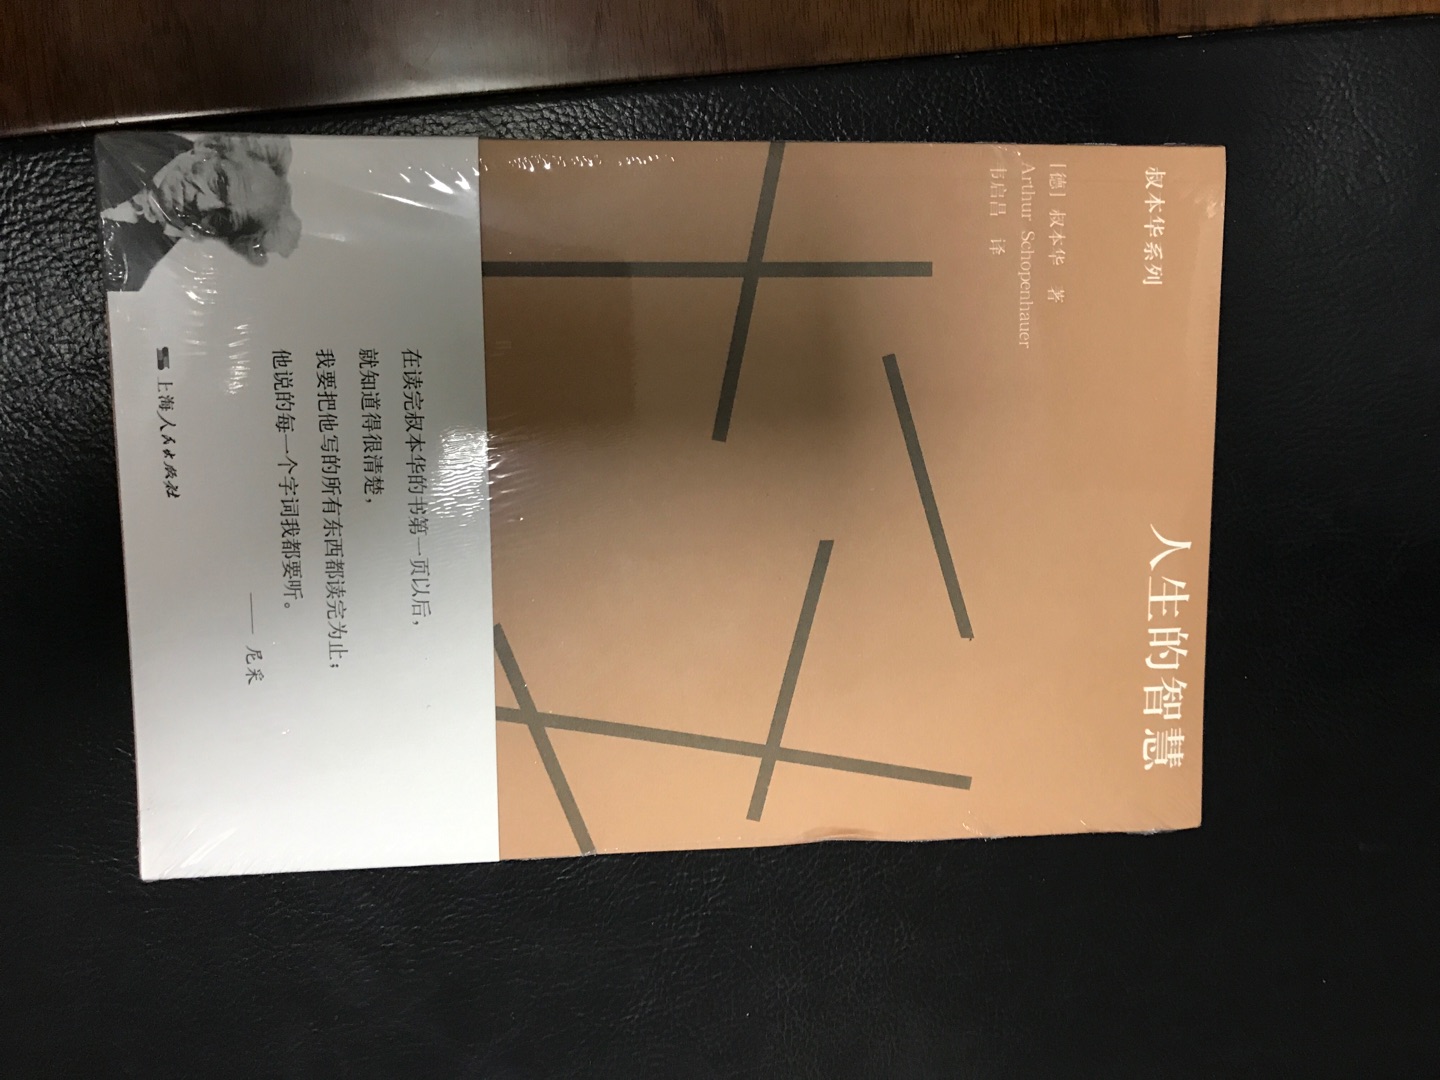 叔本华系列
人生的智慧
[德] 叔本华 著
Arthur Schopenhauer
韦启昌 译
在读完叔本华的书第一页以后，
就知道得很清楚，
我要把他写的所有东西都读完为止；
他说的每一个字词我都要听。
—— 尼采
上海人民出版社